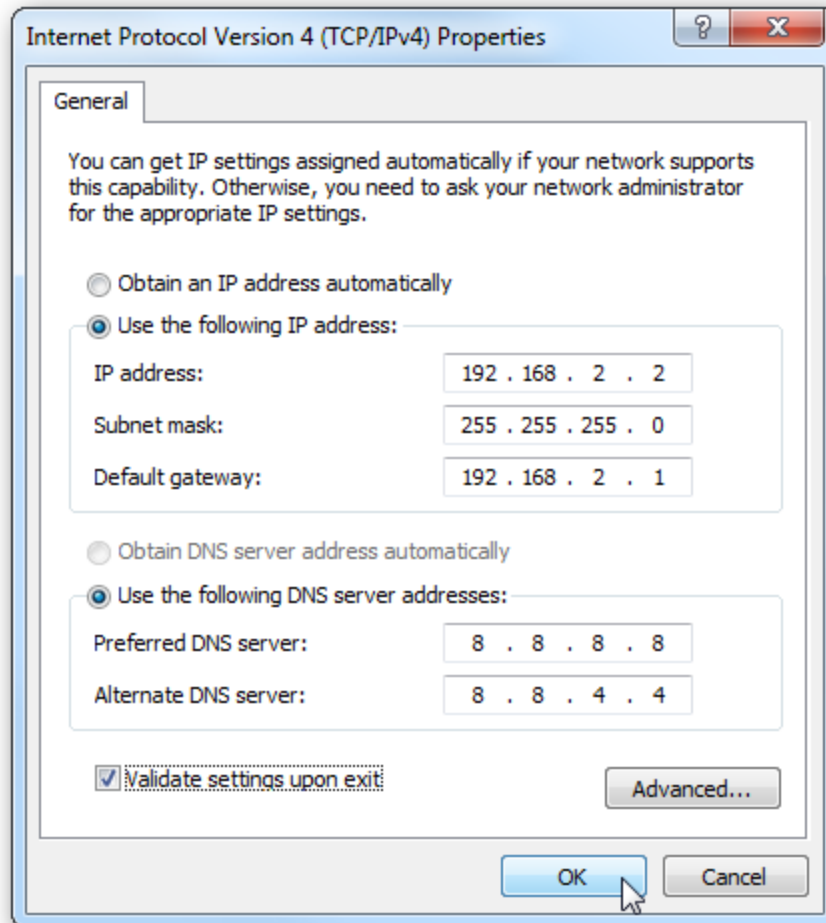 Internet Protocol Version 4 (TCP/IPv4) Properties
General
You can get IP settings assigned automatically if your network supports
this capability. Otherwise, you need to ask your network administrator
for the appropriate IP settings.
Obtain an IP address automatically
Use the following IP address:
IP address: 192 . 168 . 2 . 2
Subnet mask: 255 . 255 . 255 . 0
Default gateway: 192 . 168 . 2 . 1
Obtain DNS server address automatically
Use the following DNS server addresses:
Preferred DNS server: 8 . 8 . 8 . 8
Alternate DNS server: 8 . 8 . 4 . 4
Validate settings upon exit
Advanced...
OK Cancel